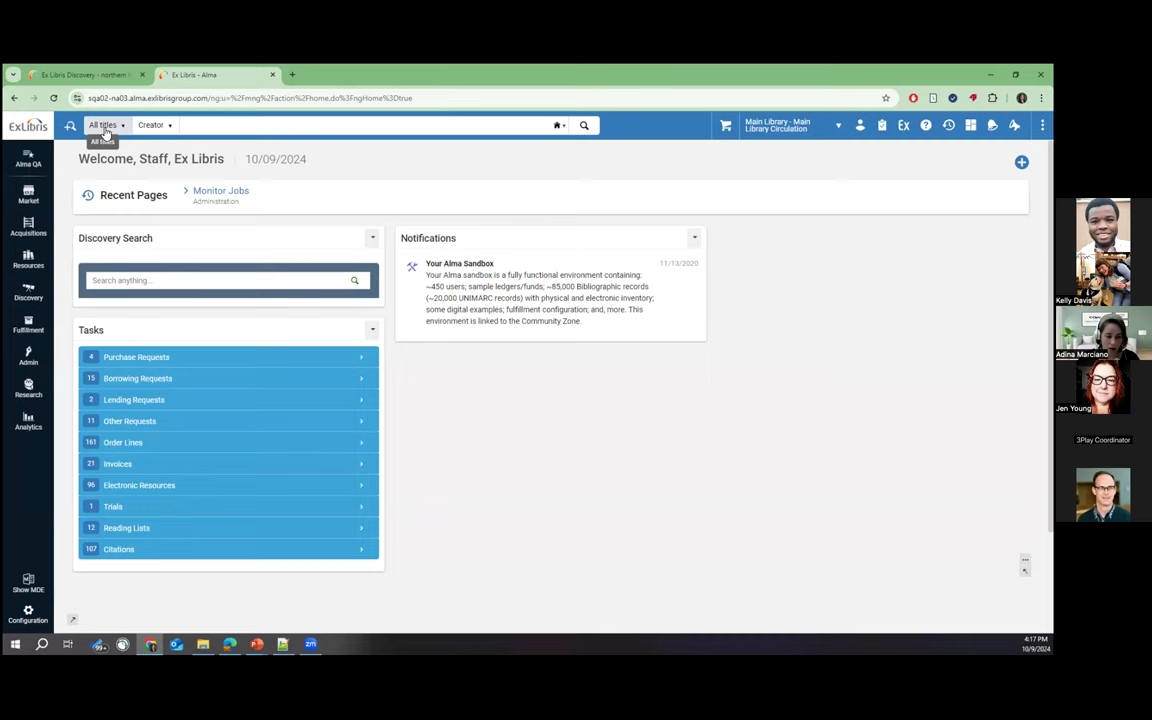 Ex Libris Discovery - northern
Ex Libris - Alma
sqa02-na03.alma.exlibrisgroup.com/ng;u=%2Fmng%2Faction%2Fhome.do%3FngHome%3Dtrue
ExLibris
All titles
Creator
Main Library - Main
Library Circulation
Ex
All titles
Alma QA
Market
Acquisitions
Resources
Discovery
Fulfillment
Admin
Research
Analytics
Show MDE
Configuration
Welcome, Staff, Ex Libris
10/09/2024
Recent Pages
Monitor Jobs
Administration
Discovery Search
Search anything...
Tasks
4 Purchase Requests
15 Borrowing Requests
2 Lending Requests
11 Other Requests
161 Order Lines
21 Invoices
96 Electronic Resources
1 Trials
12 Reading Lists
107 Citations
Notifications
Your Alma Sandbox
11/13/2020
Your Alma sandbox is a fully functional environment containing:
~450 users; sample ledgers/funds; ~85,000 Bibliographic records
(~20,000 UNIMARC records) with physical and electronic inventory;
some digital examples; fulfillment configuration; and, more. This
environment is linked to the Community Zone.
Kelly Davis
Adina Marciano
Jen Young
3Play Coordinator
99+
zm
4:17 PM
10/9/2024